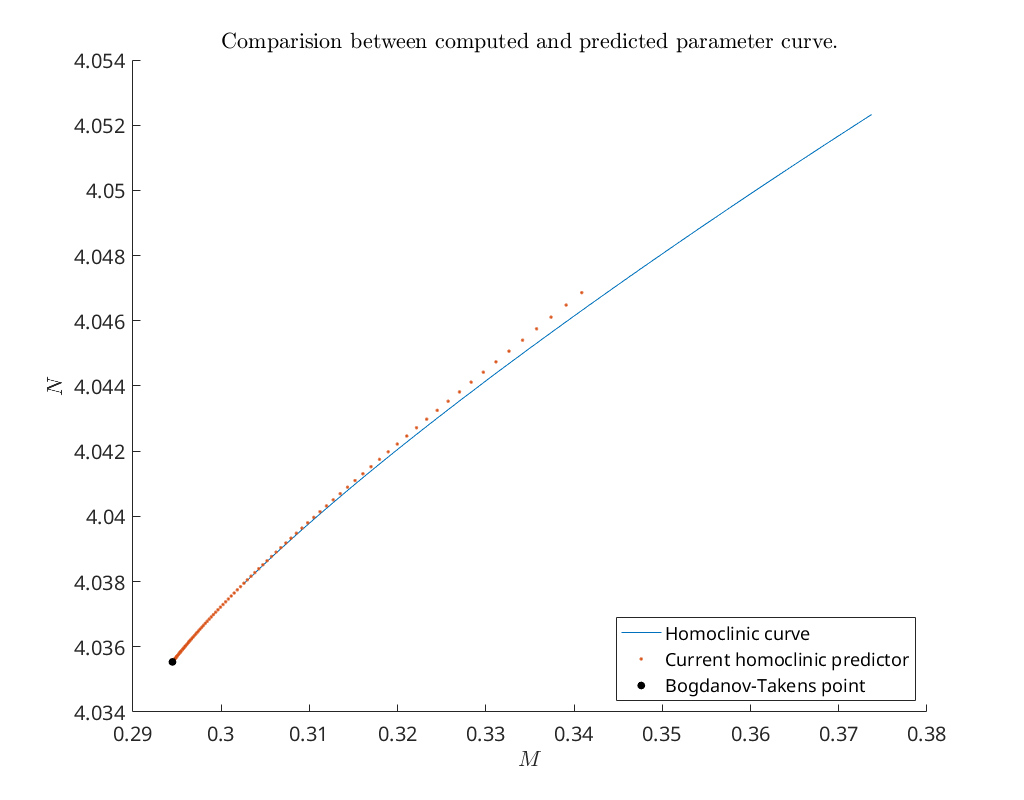 Comparision between computed and predicted parameter curve.
4.054
4.052
4.05
4.048
4.046
4.044
4.042
4.04
4.038
4.036
4.034
N
0.29 0.3 0.31 0.32 0.33 0.34 0.35 0.36 0.37 0.38
M
Homoclinic curve
Current homoclinic predictor
Bogdanov-Takens point